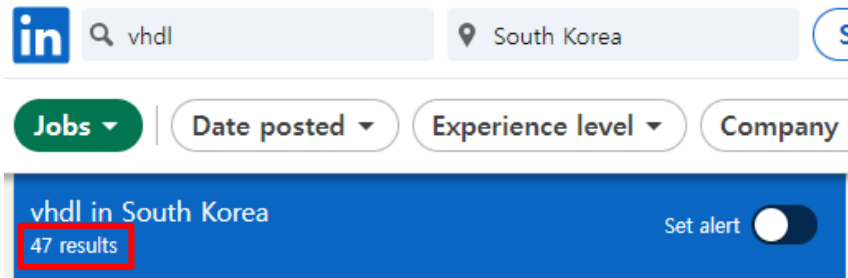 in vhdl South Korea S
Jobs Date posted Experience level Company
vhdl in South Korea
47 results
Set alert